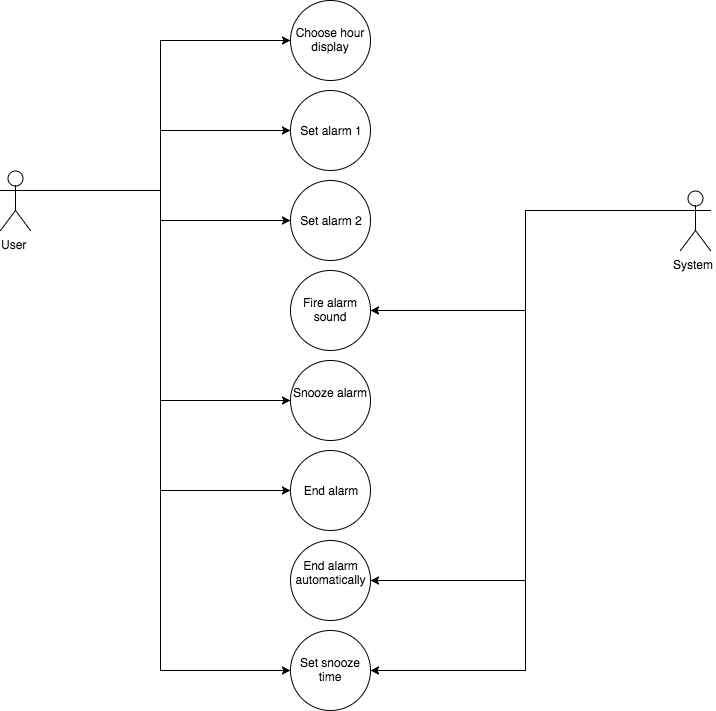 Choose hour
display
Set alarm 1
Set alarm 2
User
System
Fire alarm
sound
Snooze alarm
End alarm
End alarm
automatically
Set snooze
time